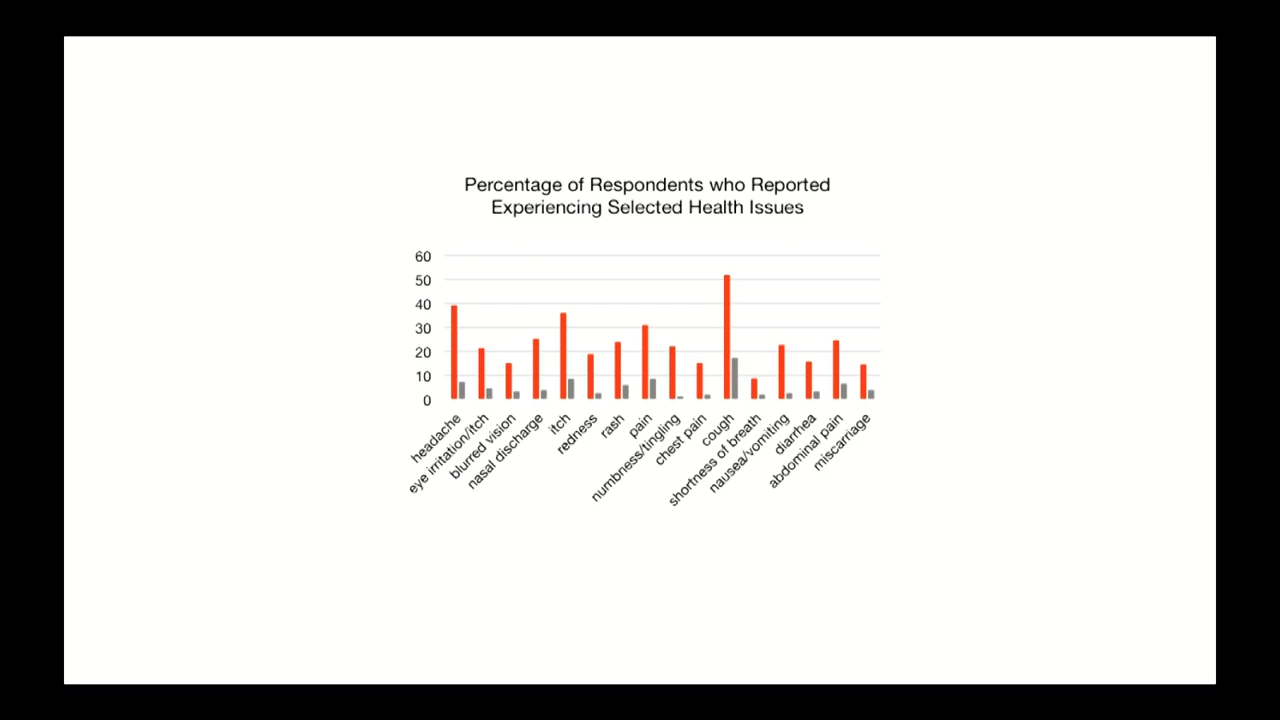 Percentage of Respondents who Reported
Experiencing Selected Health Issues
60
50
40
30
20
10
0
headache
eye irritation/itch
blurred vision
nasal discharge
itch
redness
rash
pain
numbness/tingling
chest pain
cough
shortness of breath
nausea/vomiting
diarrhea
abdominal pain
miscarriage